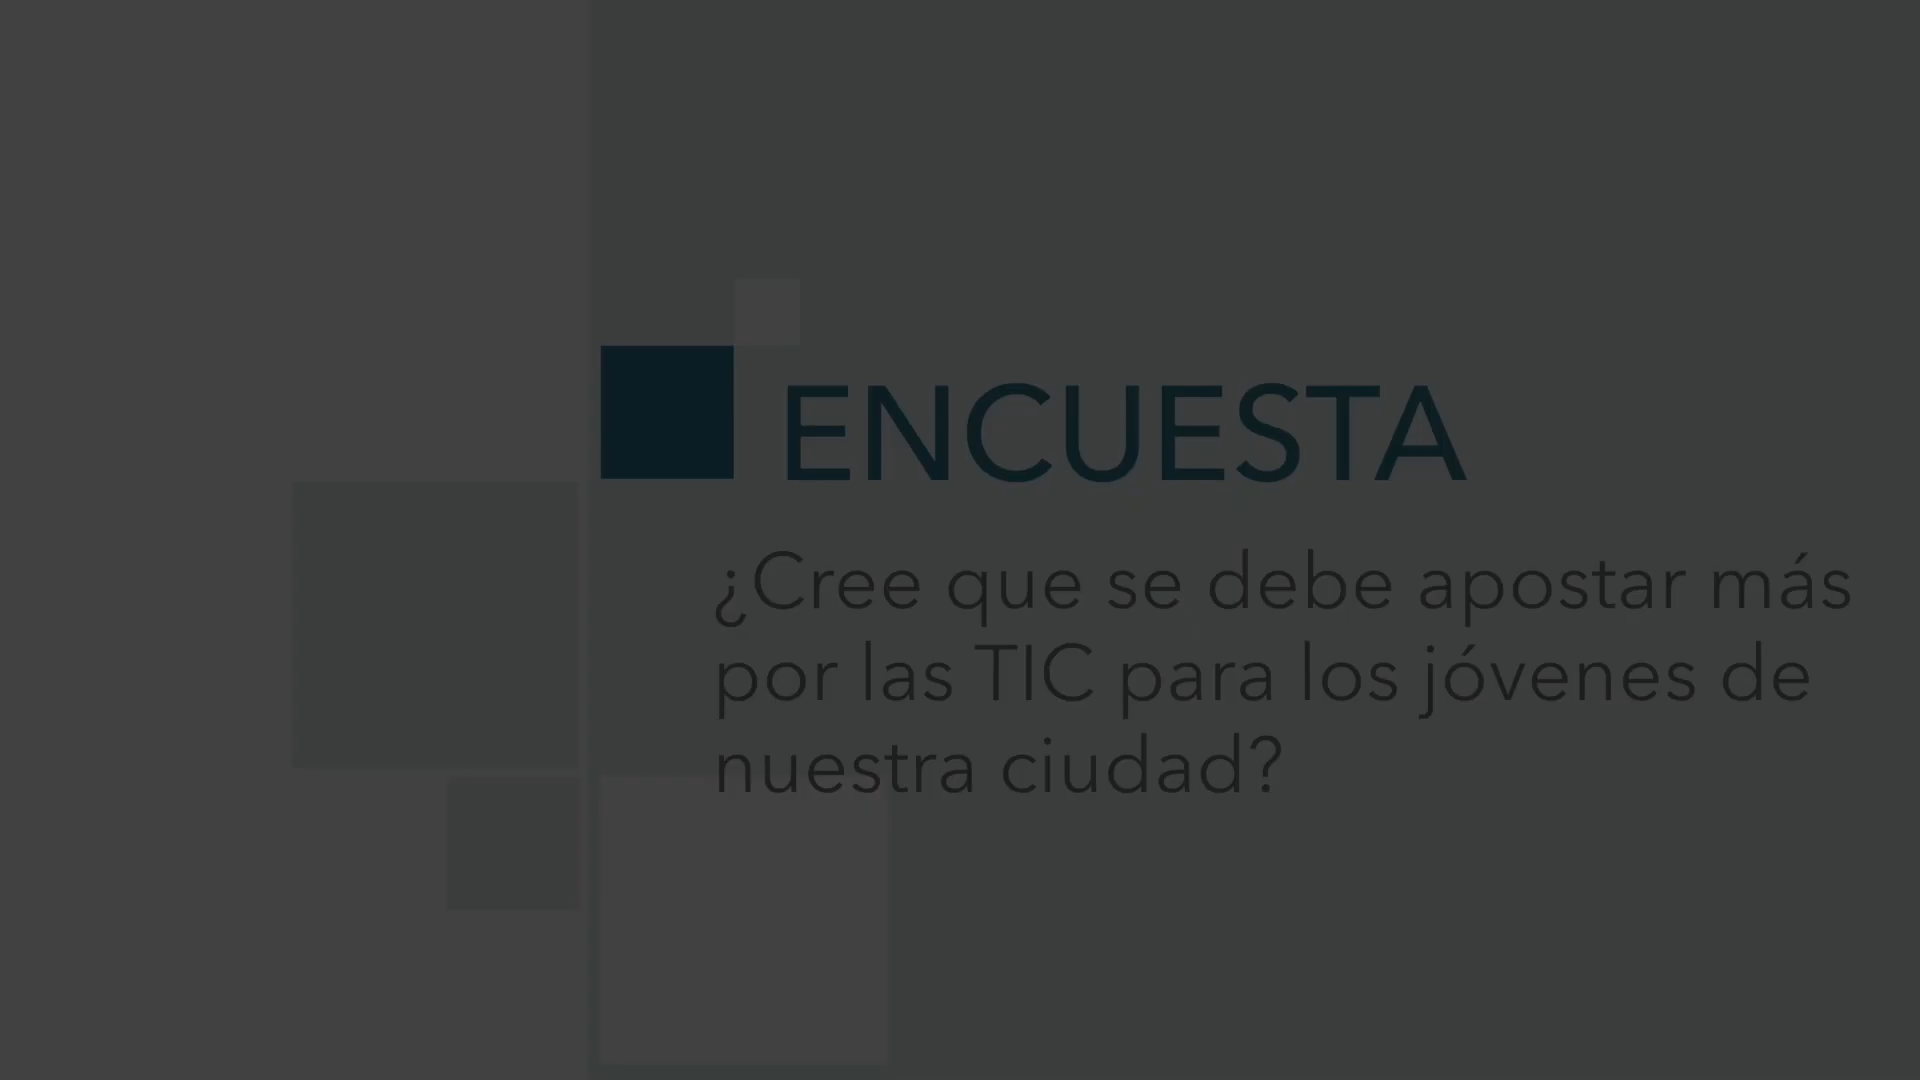 ENCUESTA
¿Cree que se debe apostar más
por las TIC para los jóvenes de
nuestra ciudad?